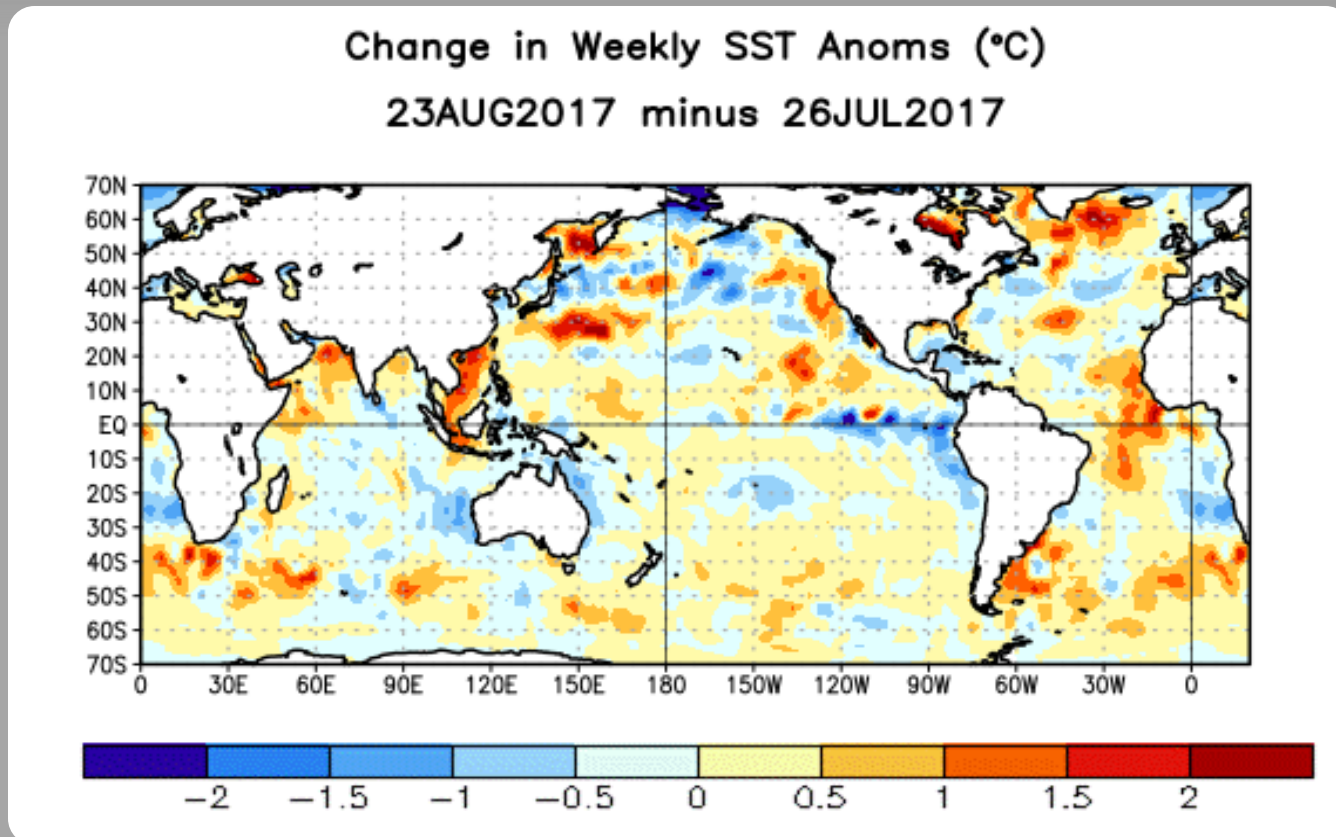 Change in Weekly SST Anoms (°C)
23AUG2017 minus 26JUL2017
70N
60N
50N
40N
30N
20N
10N
EQ
10S
20S
30S
40S
50S
60S
70S
0 30E 60E 90E 120E 150E 180 150W 120W 90W 60W 30W 0
−2 −1.5 −1 −0.5 0 0.5 1 1.5 2